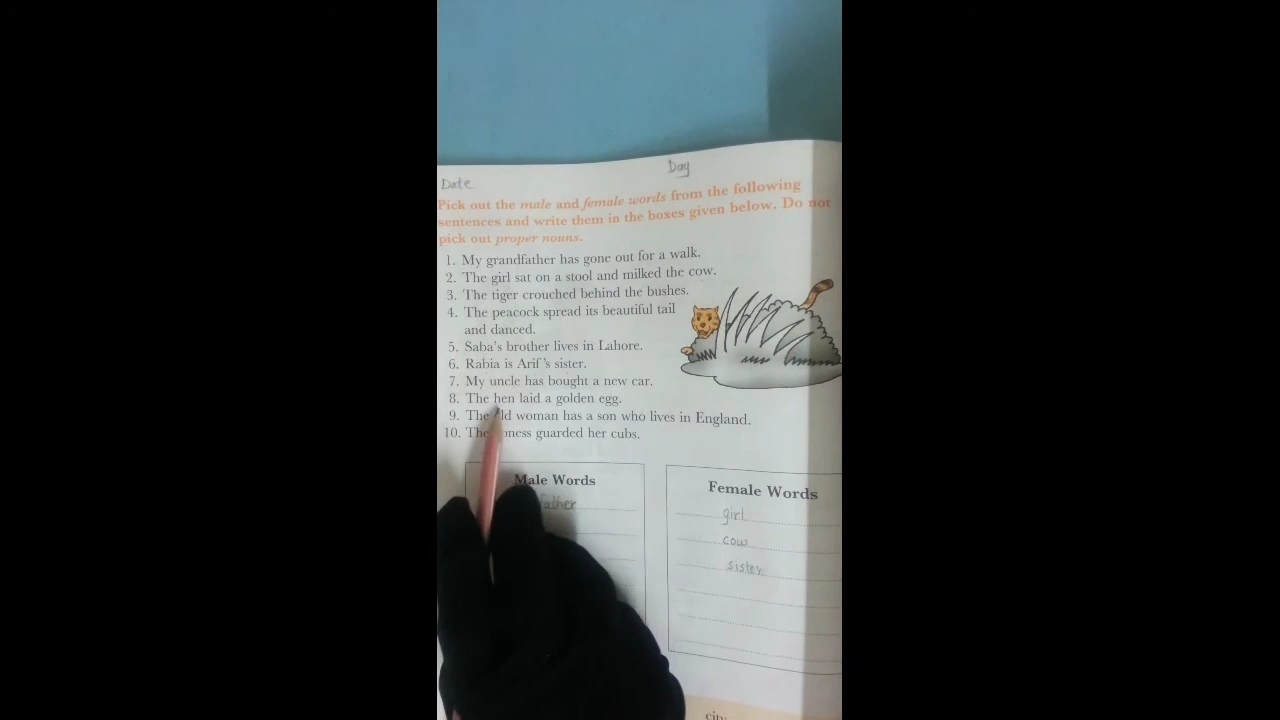 Date
Day
Pick out the male and female words from the following
sentences and write them in the boxes given below. Do not
pick out proper nouns.
1. My grandfather has gone out for a walk.
2. The girl sat on a stool and milked the cow.
3. The tiger crouched behind the bushes.
4. The peacock spread its beautiful tail
and danced.
5. Saba's brother lives in Lahore.
6. Rabia is Arif's sister.
7. My uncle has bought a new car.
8. The hen laid a golden egg.
9. The old woman has a son who lives in England.
10. The lioness guarded her cubs.
Male Words
father
Female Words
girl
cow
sister
city